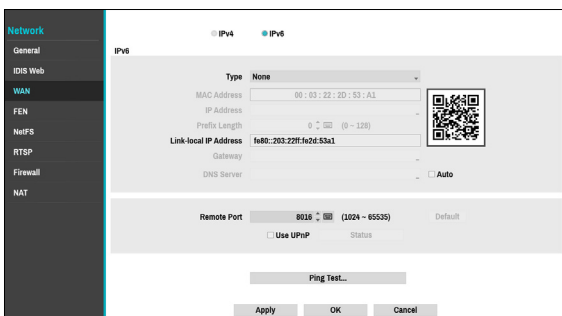 Network
General
IDIS Web
WAN
FEN
NetFS
RTSP
Firewall
NAT
IPv4 IPv6
IPv6
Type None
MAC Address 00 : 03 : 22 : 2D : 53 : A1
IP Address
Prefix Length 0 (0 ~ 128)
Link-local IP Address fe80::203:22ff:fe2d:53a1
Gateway
DNS Server Auto
Remote Port 8016 (1024 ~ 65535) Default
Use UPnP Status
Ping Test...
Apply OK Cancel